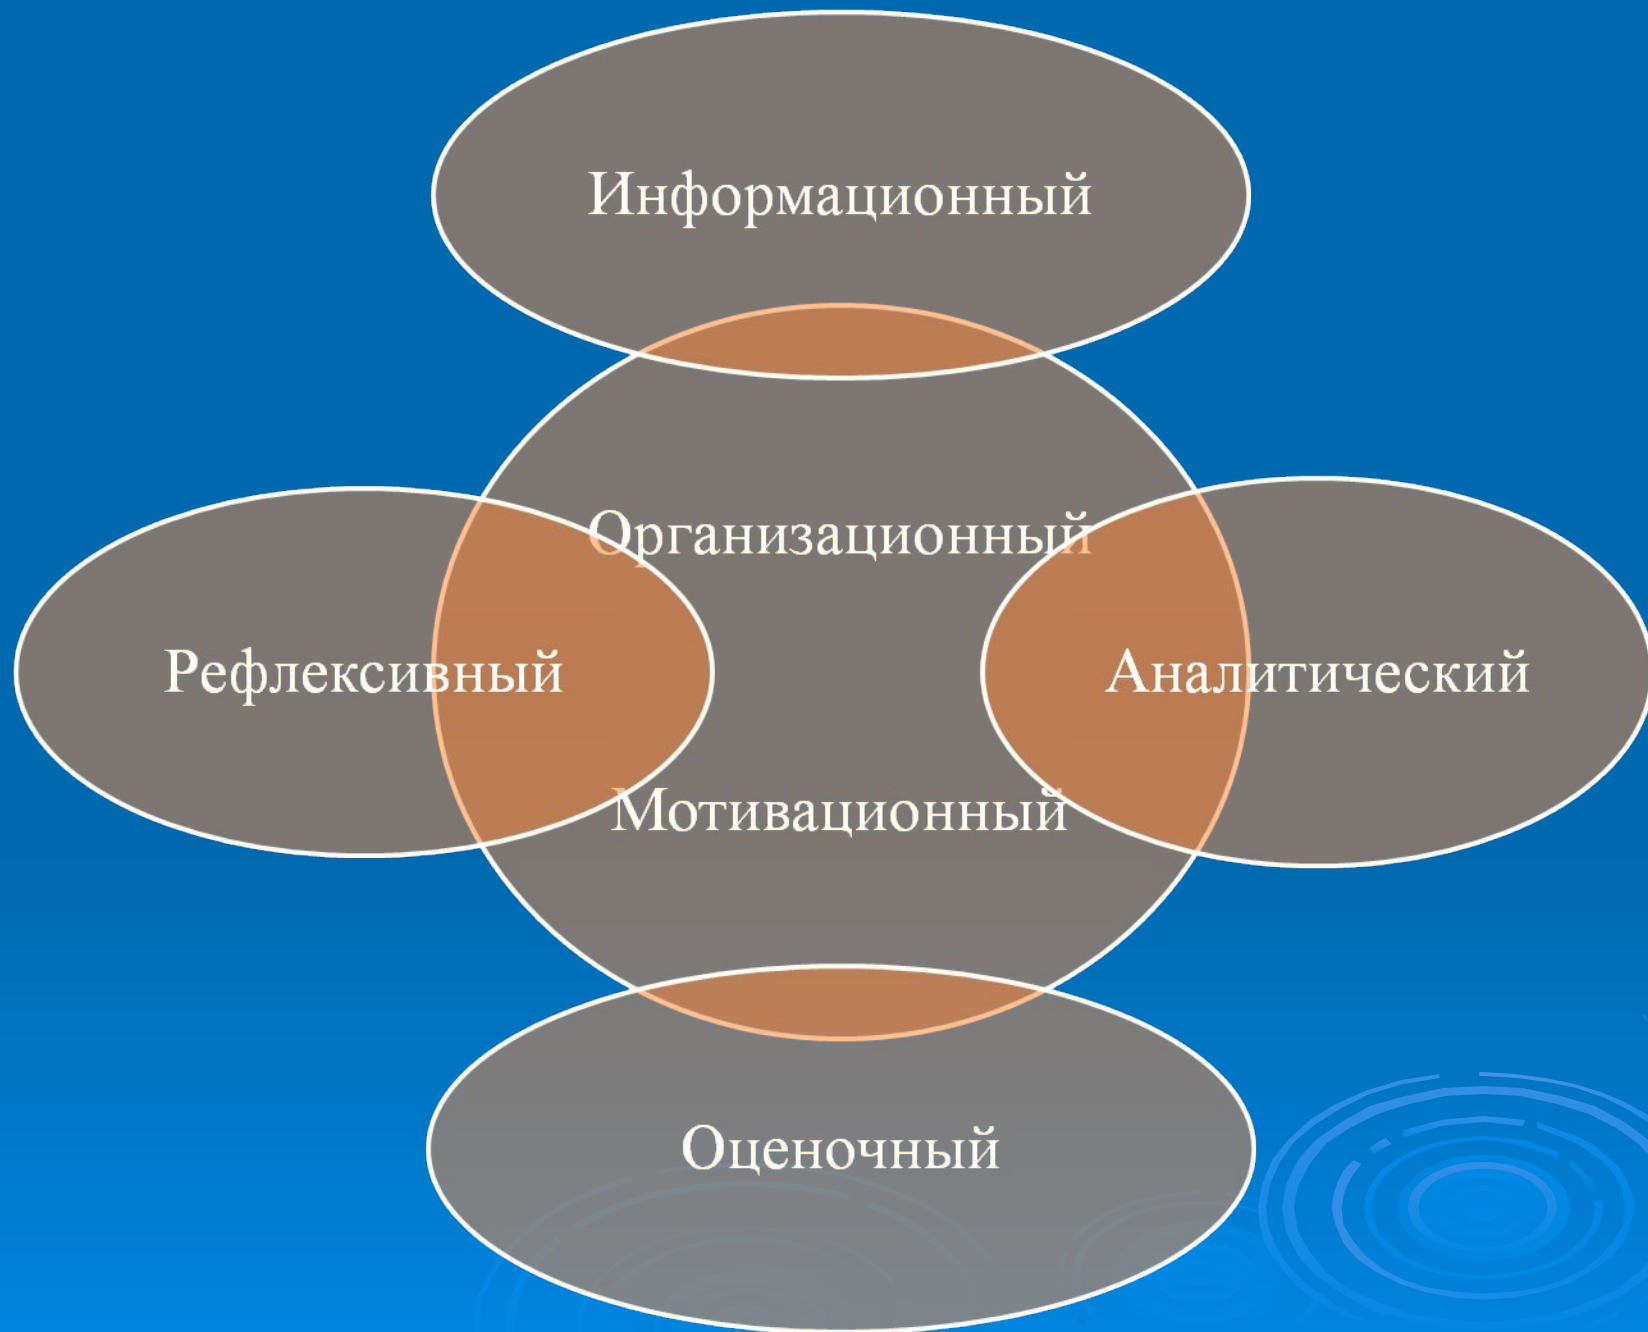 Информационный
Организационный
Рефлексивный
Аналитический
Мотивационный
Оценочный